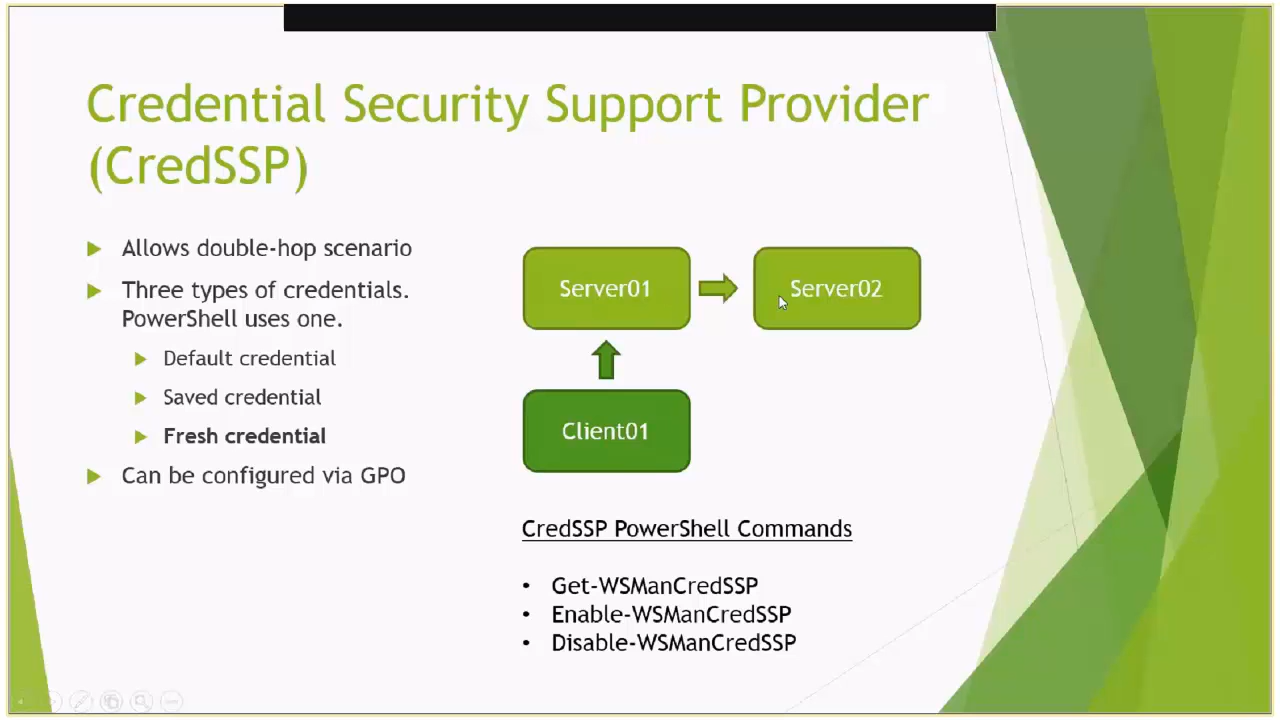 Credential Security Support Provider
(CredSSP)
Allows double-hop scenario
Three types of credentials.
PowerShell uses one.
Default credential
Saved credential
Fresh credential
Can be configured via GPO
Server01
Server02
Client01
CredSSP PowerShell Commands
• Get-WSManCredSSP
• Enable-WSManCredSSP
• Disable-WSManCredSSP